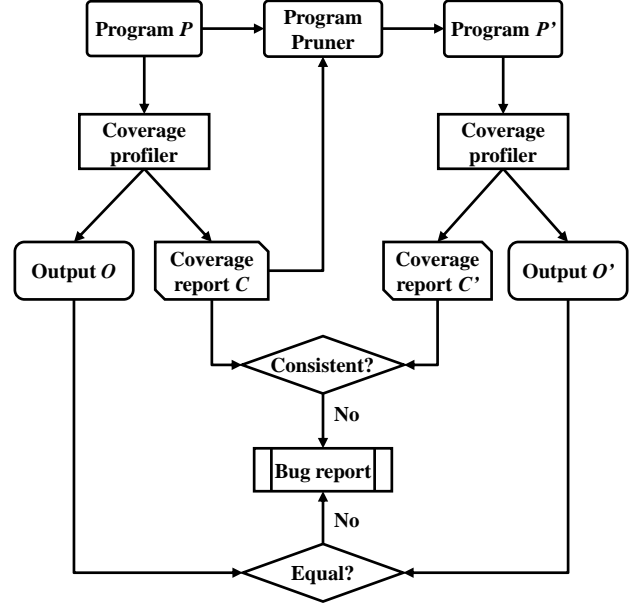 Program P
Program
Pruner
Program P’
Coverage
profiler
Coverage
profiler
Output O
Coverage
report C
Coverage
report C’
Output O’
Consistent?
No
Bug report
No
Equal?